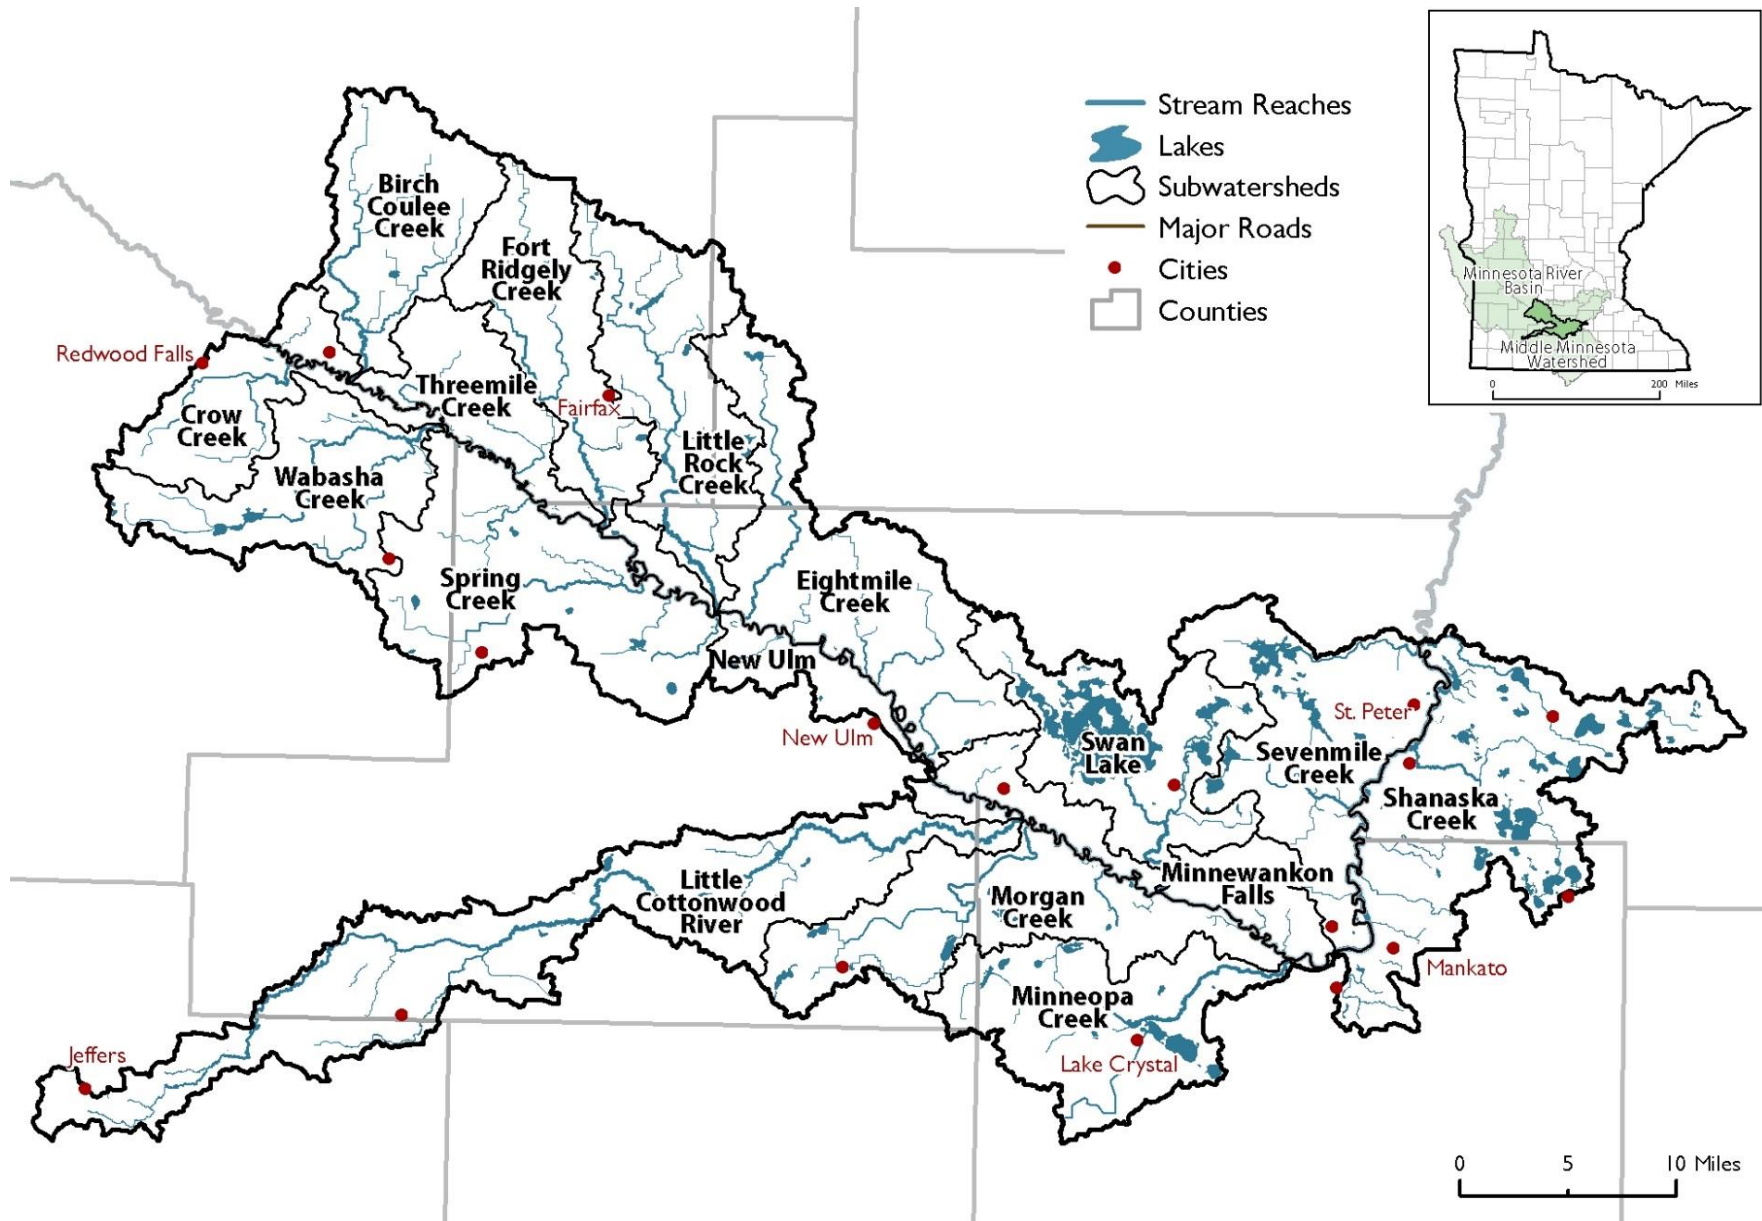 Stream Reaches
Lakes
Subwatersheds
Major Roads
Cities
Counties
Minnesota River
Basin
Middle Minnesota
Watershed
0 200 Miles
Birch
Coulee
Creek
Fort
Ridgely
Creek
Redwood Falls
Threemile
Creek
Fairfax
Crow
Creek
Little
Rock
Creek
Wabasha
Creek
Spring
Creek
Eightmile
Creek
New Ulm
New Ulm
Swan
Lake
St. Peter
Sevenmile
Creek
Shanaska
Creek
Little
Cottonwood
River
Morgan
Creek
Minnewankon
Falls
Mankato
Minneopa
Creek
Lake Crystal
Jeffers
0 5 10 Miles